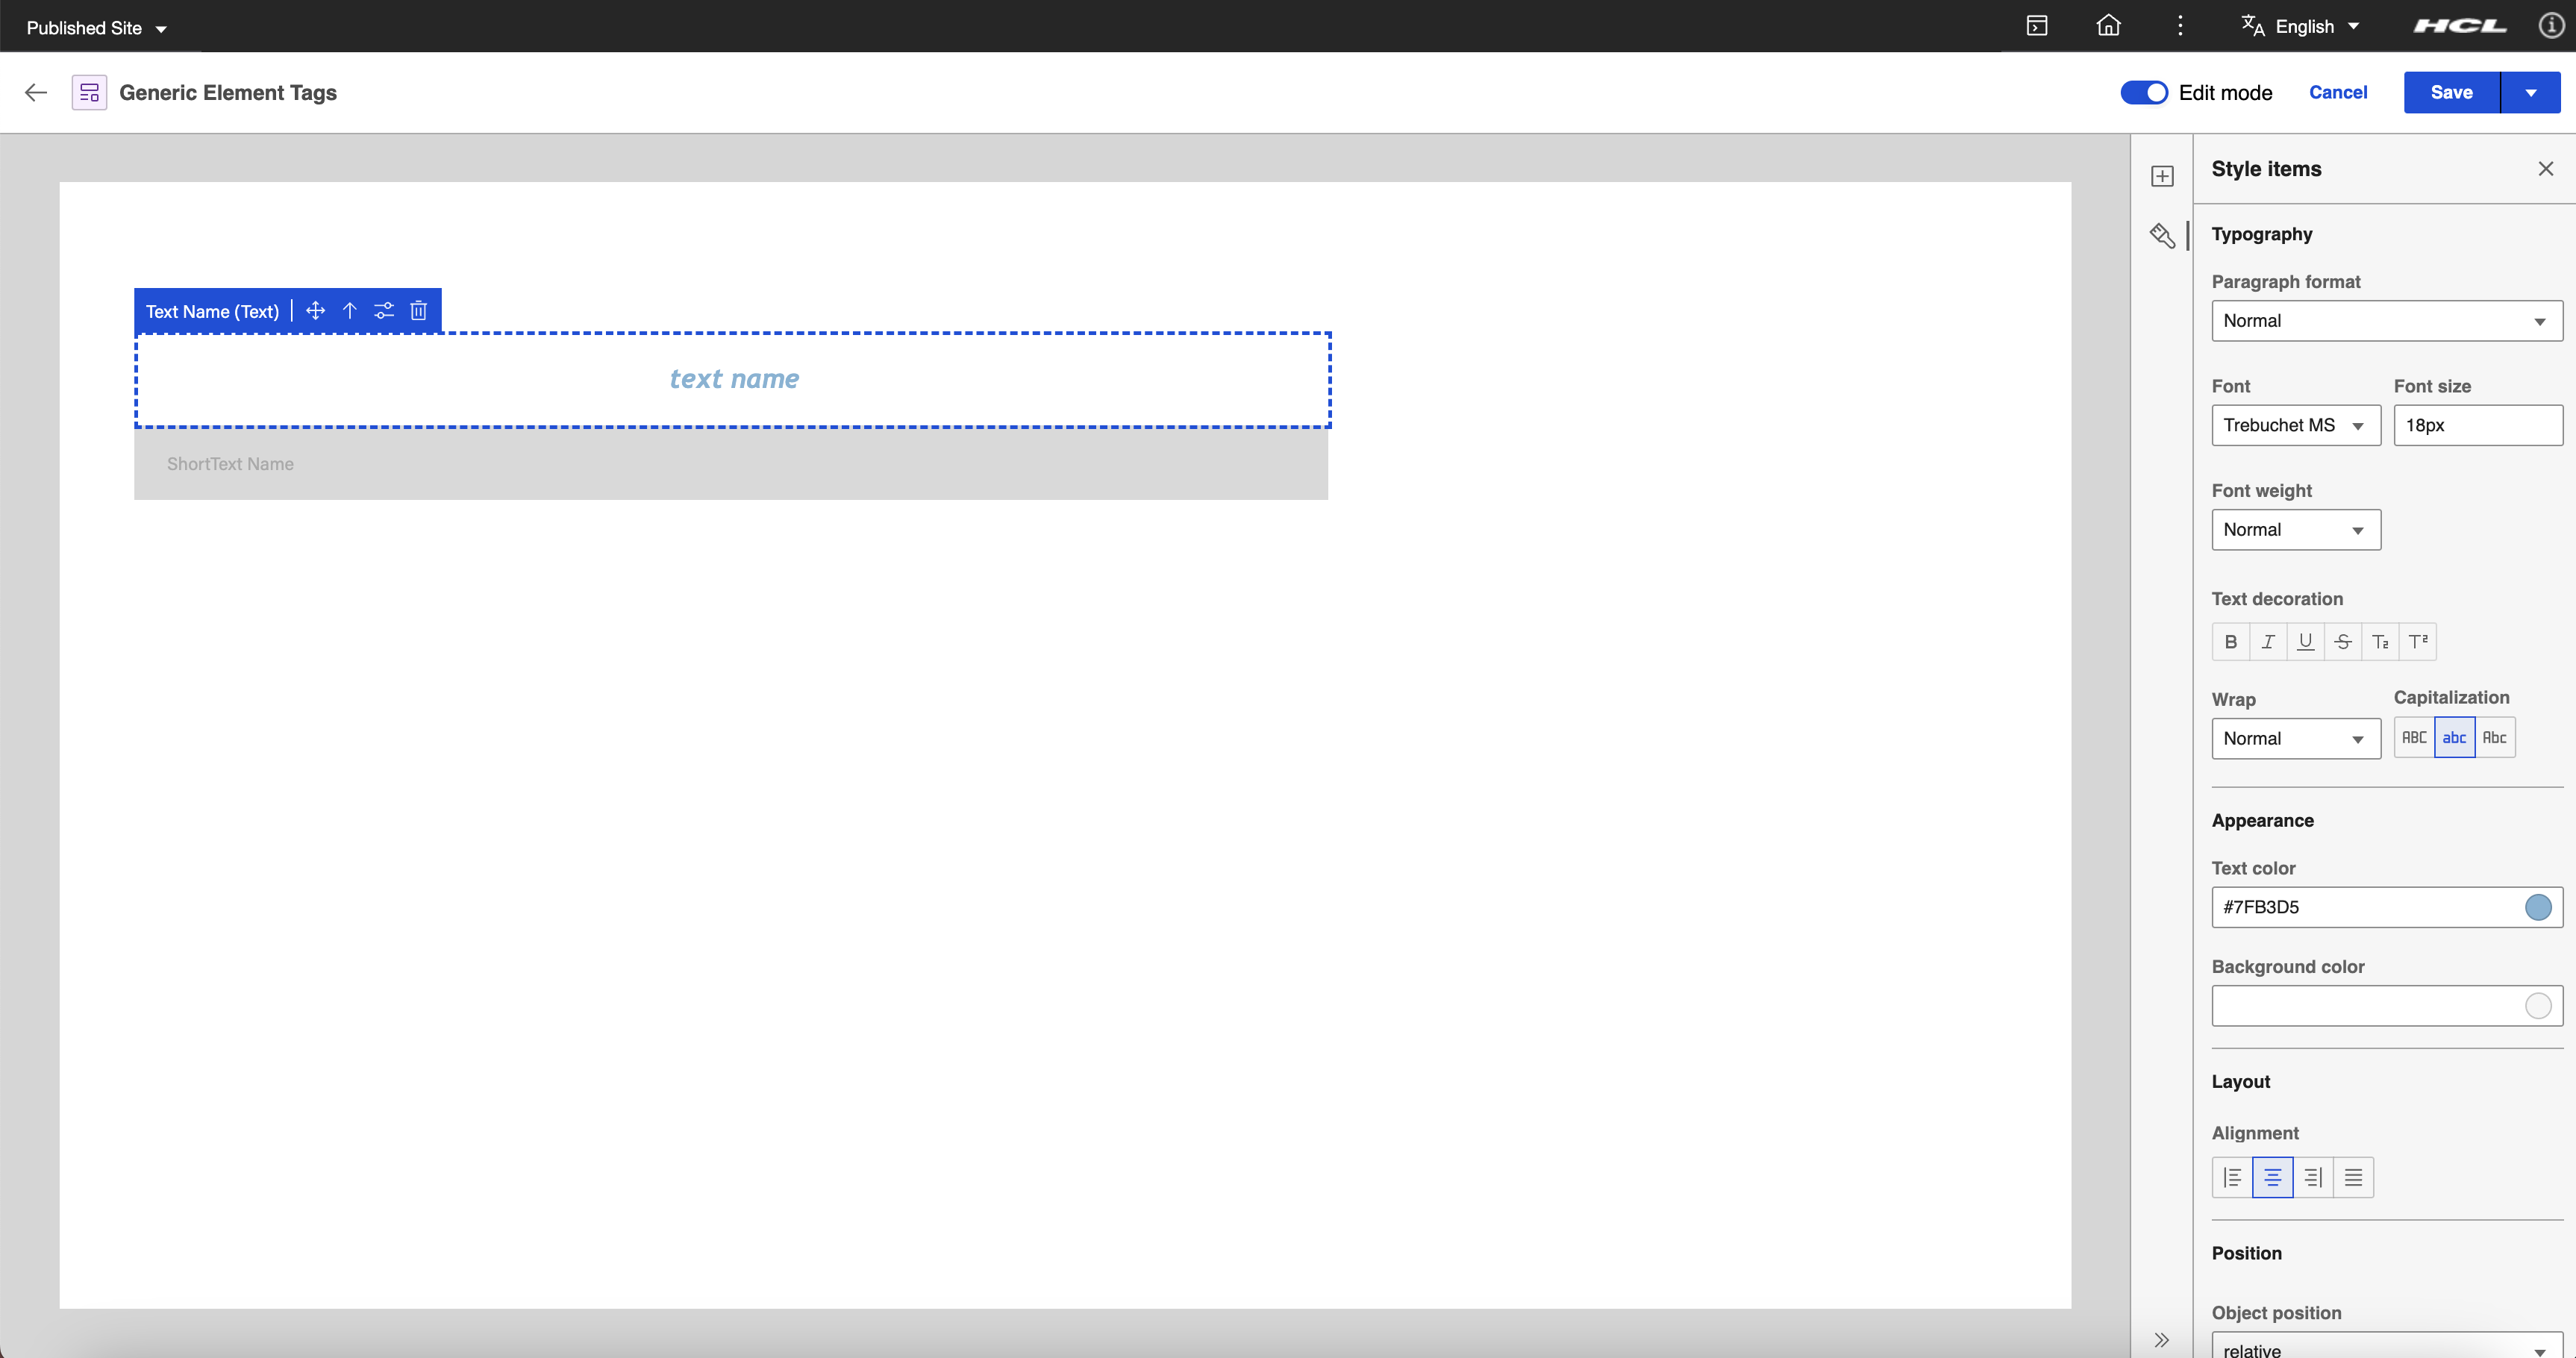 Published Site
English
HCL
Generic Element Tags
Edit mode
Cancel
Save
Text Name (Text)
text name
ShortText Name
Style items
Typography
Paragraph format
Normal
Font Font size
Trebuchet MS 18px
Font weight
Normal
Text decoration
B I U S T2 T2
Wrap Capitalization
Normal ABC abc Abc
Appearance
Text color
#7FB3D5
Background color
Layout
Alignment
Position
Object position
relative